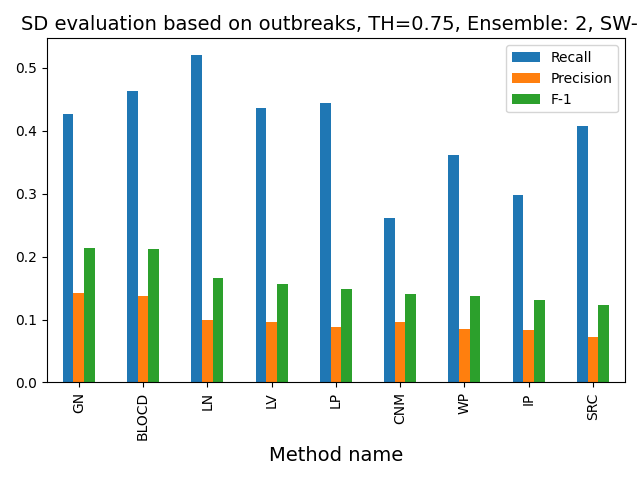 SD evaluation based on outbreaks, TH=0.75, Ensemble: 2, SW-
Recall
Precision
F-1
0.5
0.4
0.3
0.2
0.1
0.0
GN
BLOCD
LN
LV
LP
CNM
WP
IP
SRC
Method name